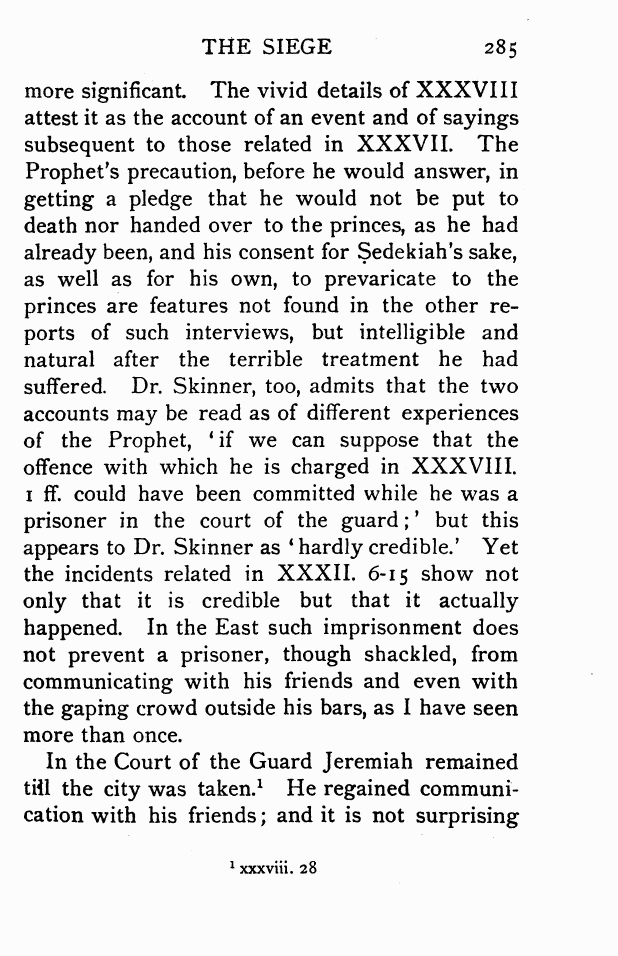 THE SIEGE 285
more significant. The vivid details of XXXVIII
attest it as the account of an event and of sayings
subsequent to those related in XXXVII. The
Prophet's precaution, before he would answer, in
getting a pledge that he would not be put to
death nor handed over to the princes, as he had
already been, and his consent for Ṣedekiah's sake,
as well as for his own, to prevaricate to the
princes are features not found in the other re-
ports of such interviews, but intelligible and
natural after the terrible treatment he had
suffered. Dr. Skinner, too, admits that the two
accounts may be read as of different experiences
of the Prophet, 'if we can suppose that the
offence with which he is charged in XXXVIII.
1 ff. could have been committed while he was a
prisoner in the court of the guard;' but this
appears to Dr. Skinner as 'hardly credible.' Yet
the incidents related in XXXII. 6-15 show not
only that it is credible but that it actually
happened. In the East such imprisonment does
not prevent a prisoner, though shackled, from
communicating with his friends and even with
the gaping crowd outside his bars, as I have seen
more than once.
In the Court of the Guard Jeremiah remained
till the city was taken.¹ He regained communi-
cation with his friends; and it is not surprising
¹ xxxviii. 28